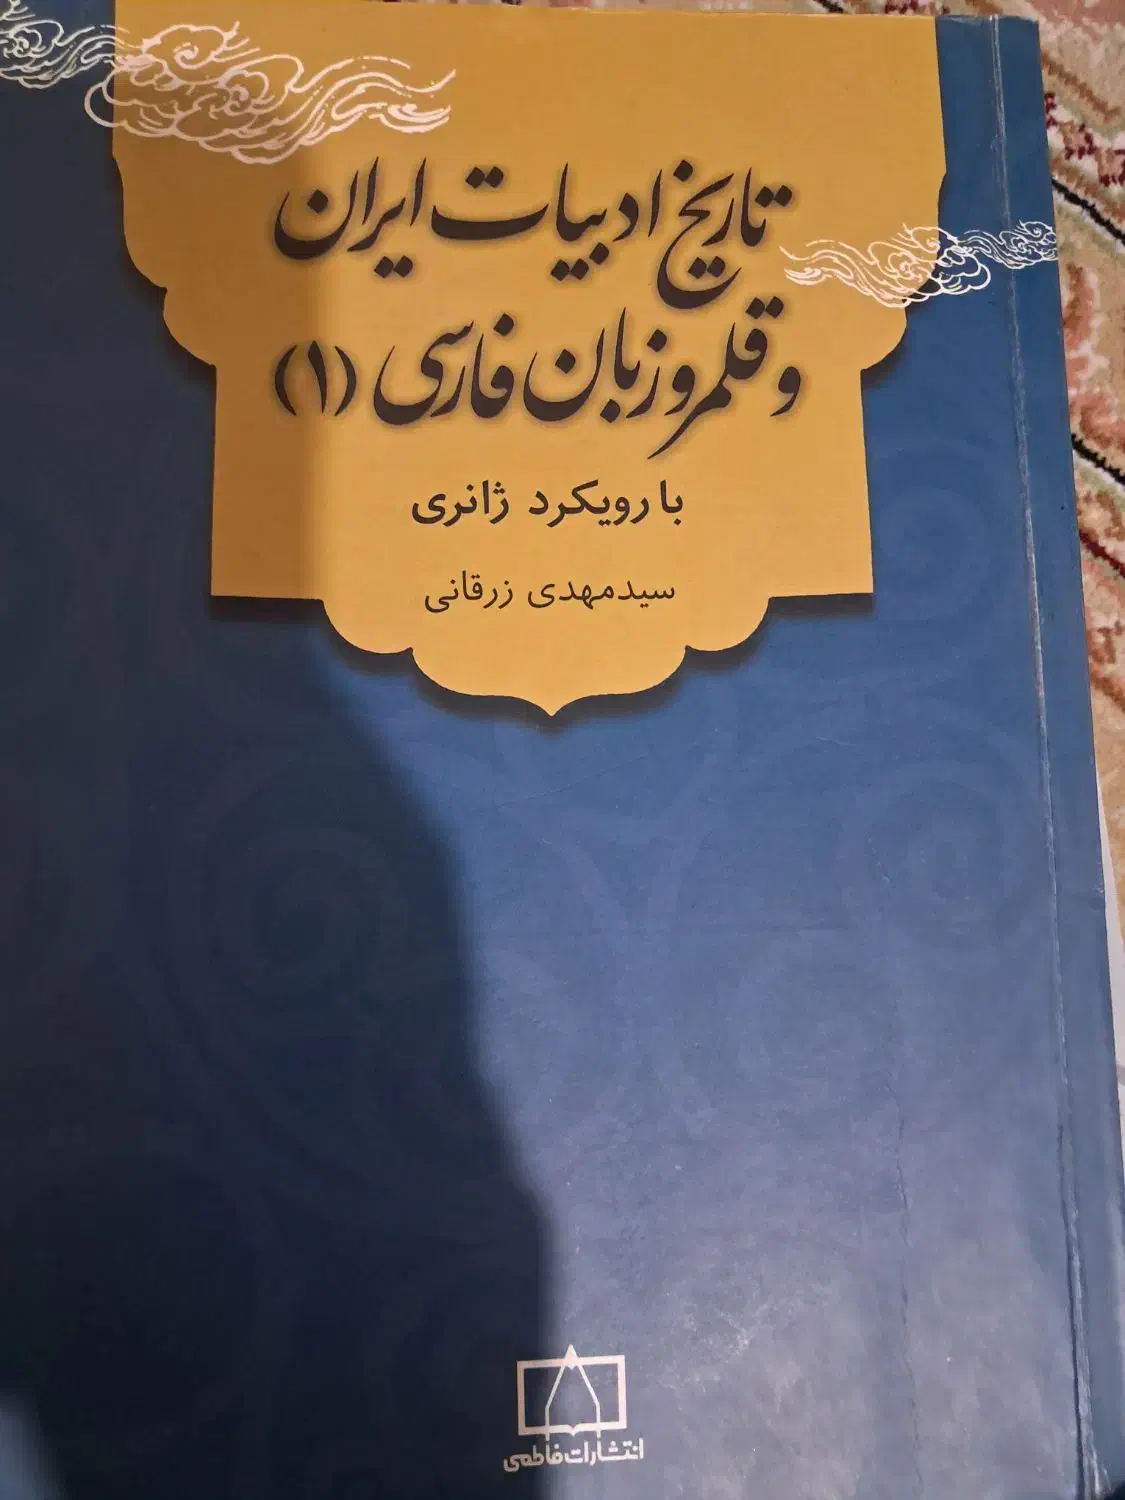 تاریخ ادبیات ایران
و قلمرو زبان فارسی (۱)
با رویکرد ژانری
سیدمهدی زرقانی
انتشارات فاطمی